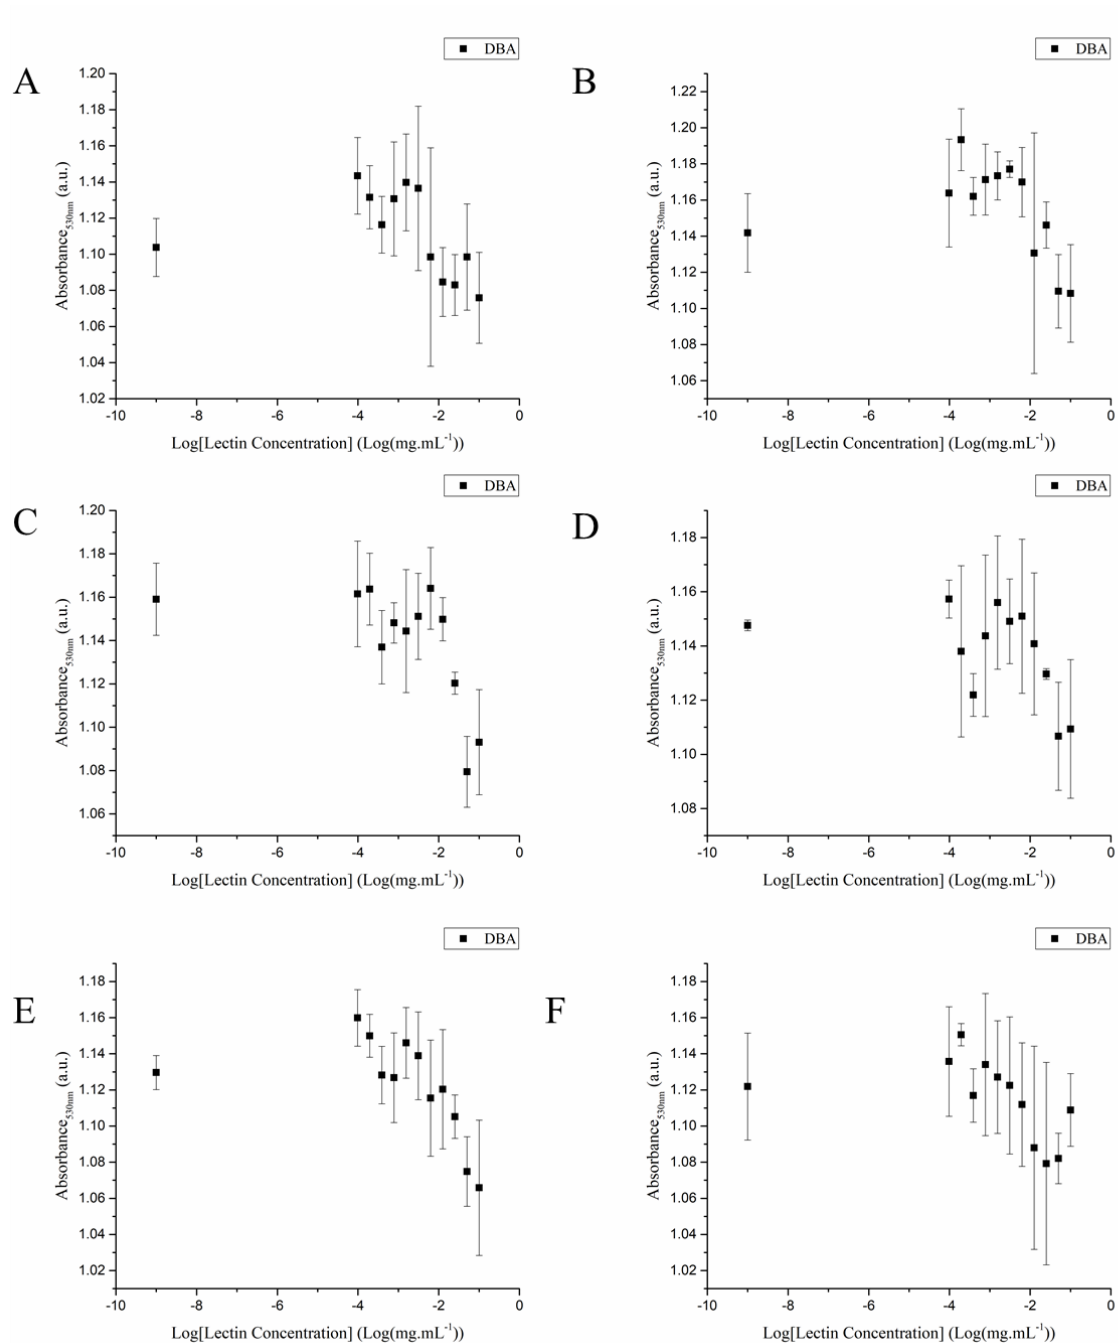 DBA
A
1.20
1.18
1.16
1.14
1.12
1.10
1.08
1.06
1.04
1.02
Absorbance530nm (a.u.)
-10 -8 -6 -4 -2 0
Log[Lectin Concentration] (Log(mg.mL-1))
DBA
B
1.22
1.20
1.18
1.16
1.14
1.12
1.10
1.08
1.06
Absorbance530nm (a.u.)
-10 -8 -6 -4 -2 0
Log[Lectin Concentration] (Log(mg.mL-1))
DBA
C
1.20
1.18
1.16
1.14
1.12
1.10
1.08
1.06
Absorbance530nm (a.u.)
-10 -8 -6 -4 -2 0
Log[Lectin Concentration] (Log(mg.mL-1))
DBA
D
1.18
1.16
1.14
1.12
1.10
1.08
Absorbance530nm (a.u.)
-10 -8 -6 -4 -2 0
Log[Lectin Concentration] (Log(mg.mL-1))
DBA
E
1.18
1.16
1.14
1.12
1.10
1.08
1.06
1.04
1.02
Absorbance530nm (a.u.)
-10 -8 -6 -4 -2 0
Log[Lectin Concentration] (Log(mg.mL-1))
DBA
F
1.18
1.16
1.14
1.12
1.10
1.08
1.06
1.04
1.02
Absorbance530nm (a.u.)
-10 -8 -6 -4 -2 0
Log[Lectin Concentration] (Log(mg.mL-1))